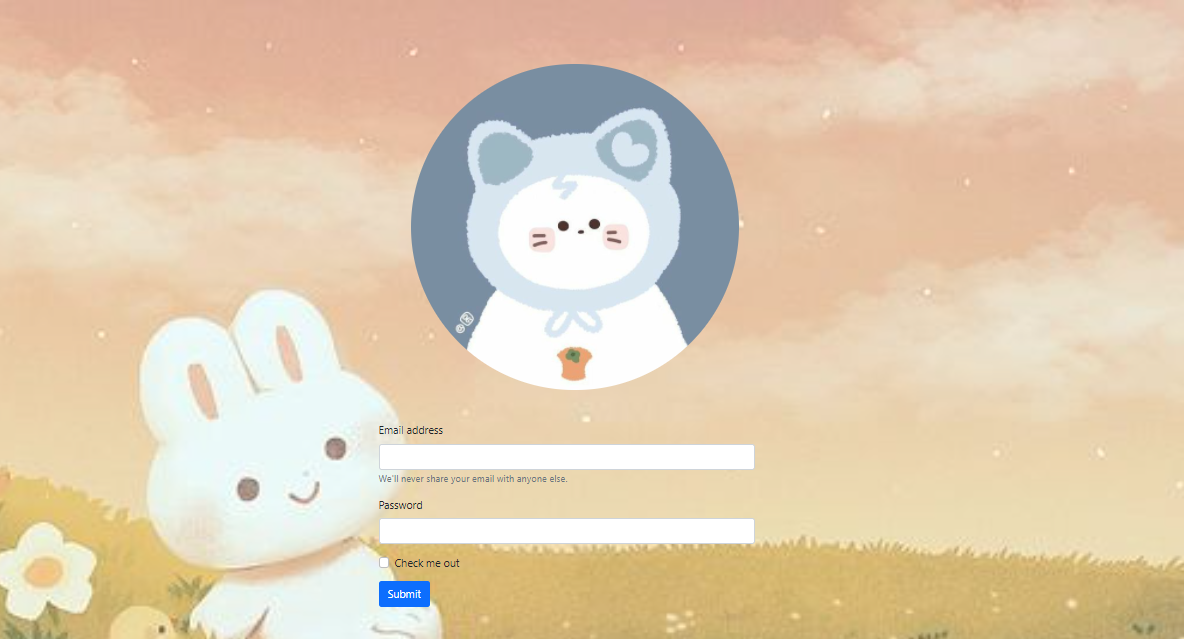 Email address
We'll never share your email with anyone else.
Password
Check me out
Submit